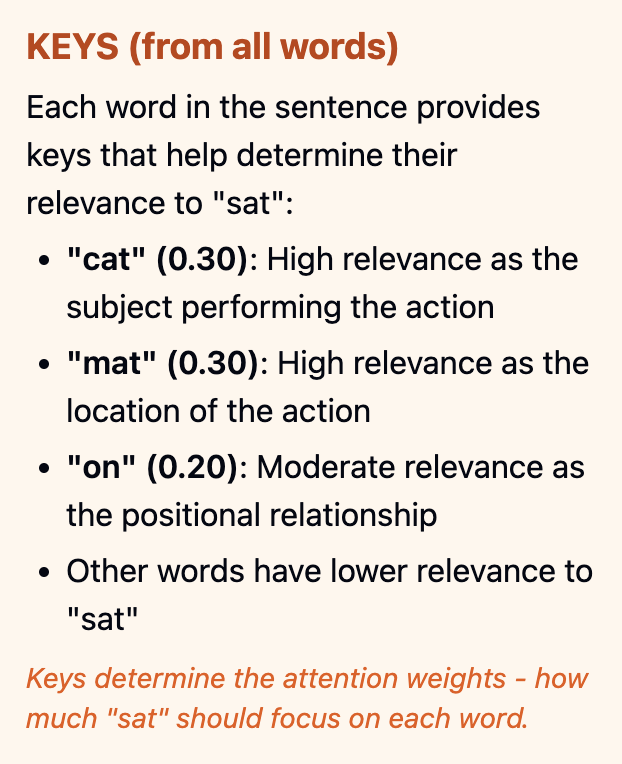 KEYS (from all words)
Each word in the sentence provides
keys that help determine their
relevance to "sat":
• "cat" (0.30): High relevance as the
subject performing the action
• "mat" (0.30): High relevance as the
location of the action
• "on" (0.20): Moderate relevance as
the positional relationship
• Other words have lower relevance to
"sat"
Keys determine the attention weights - how
much "sat" should focus on each word.